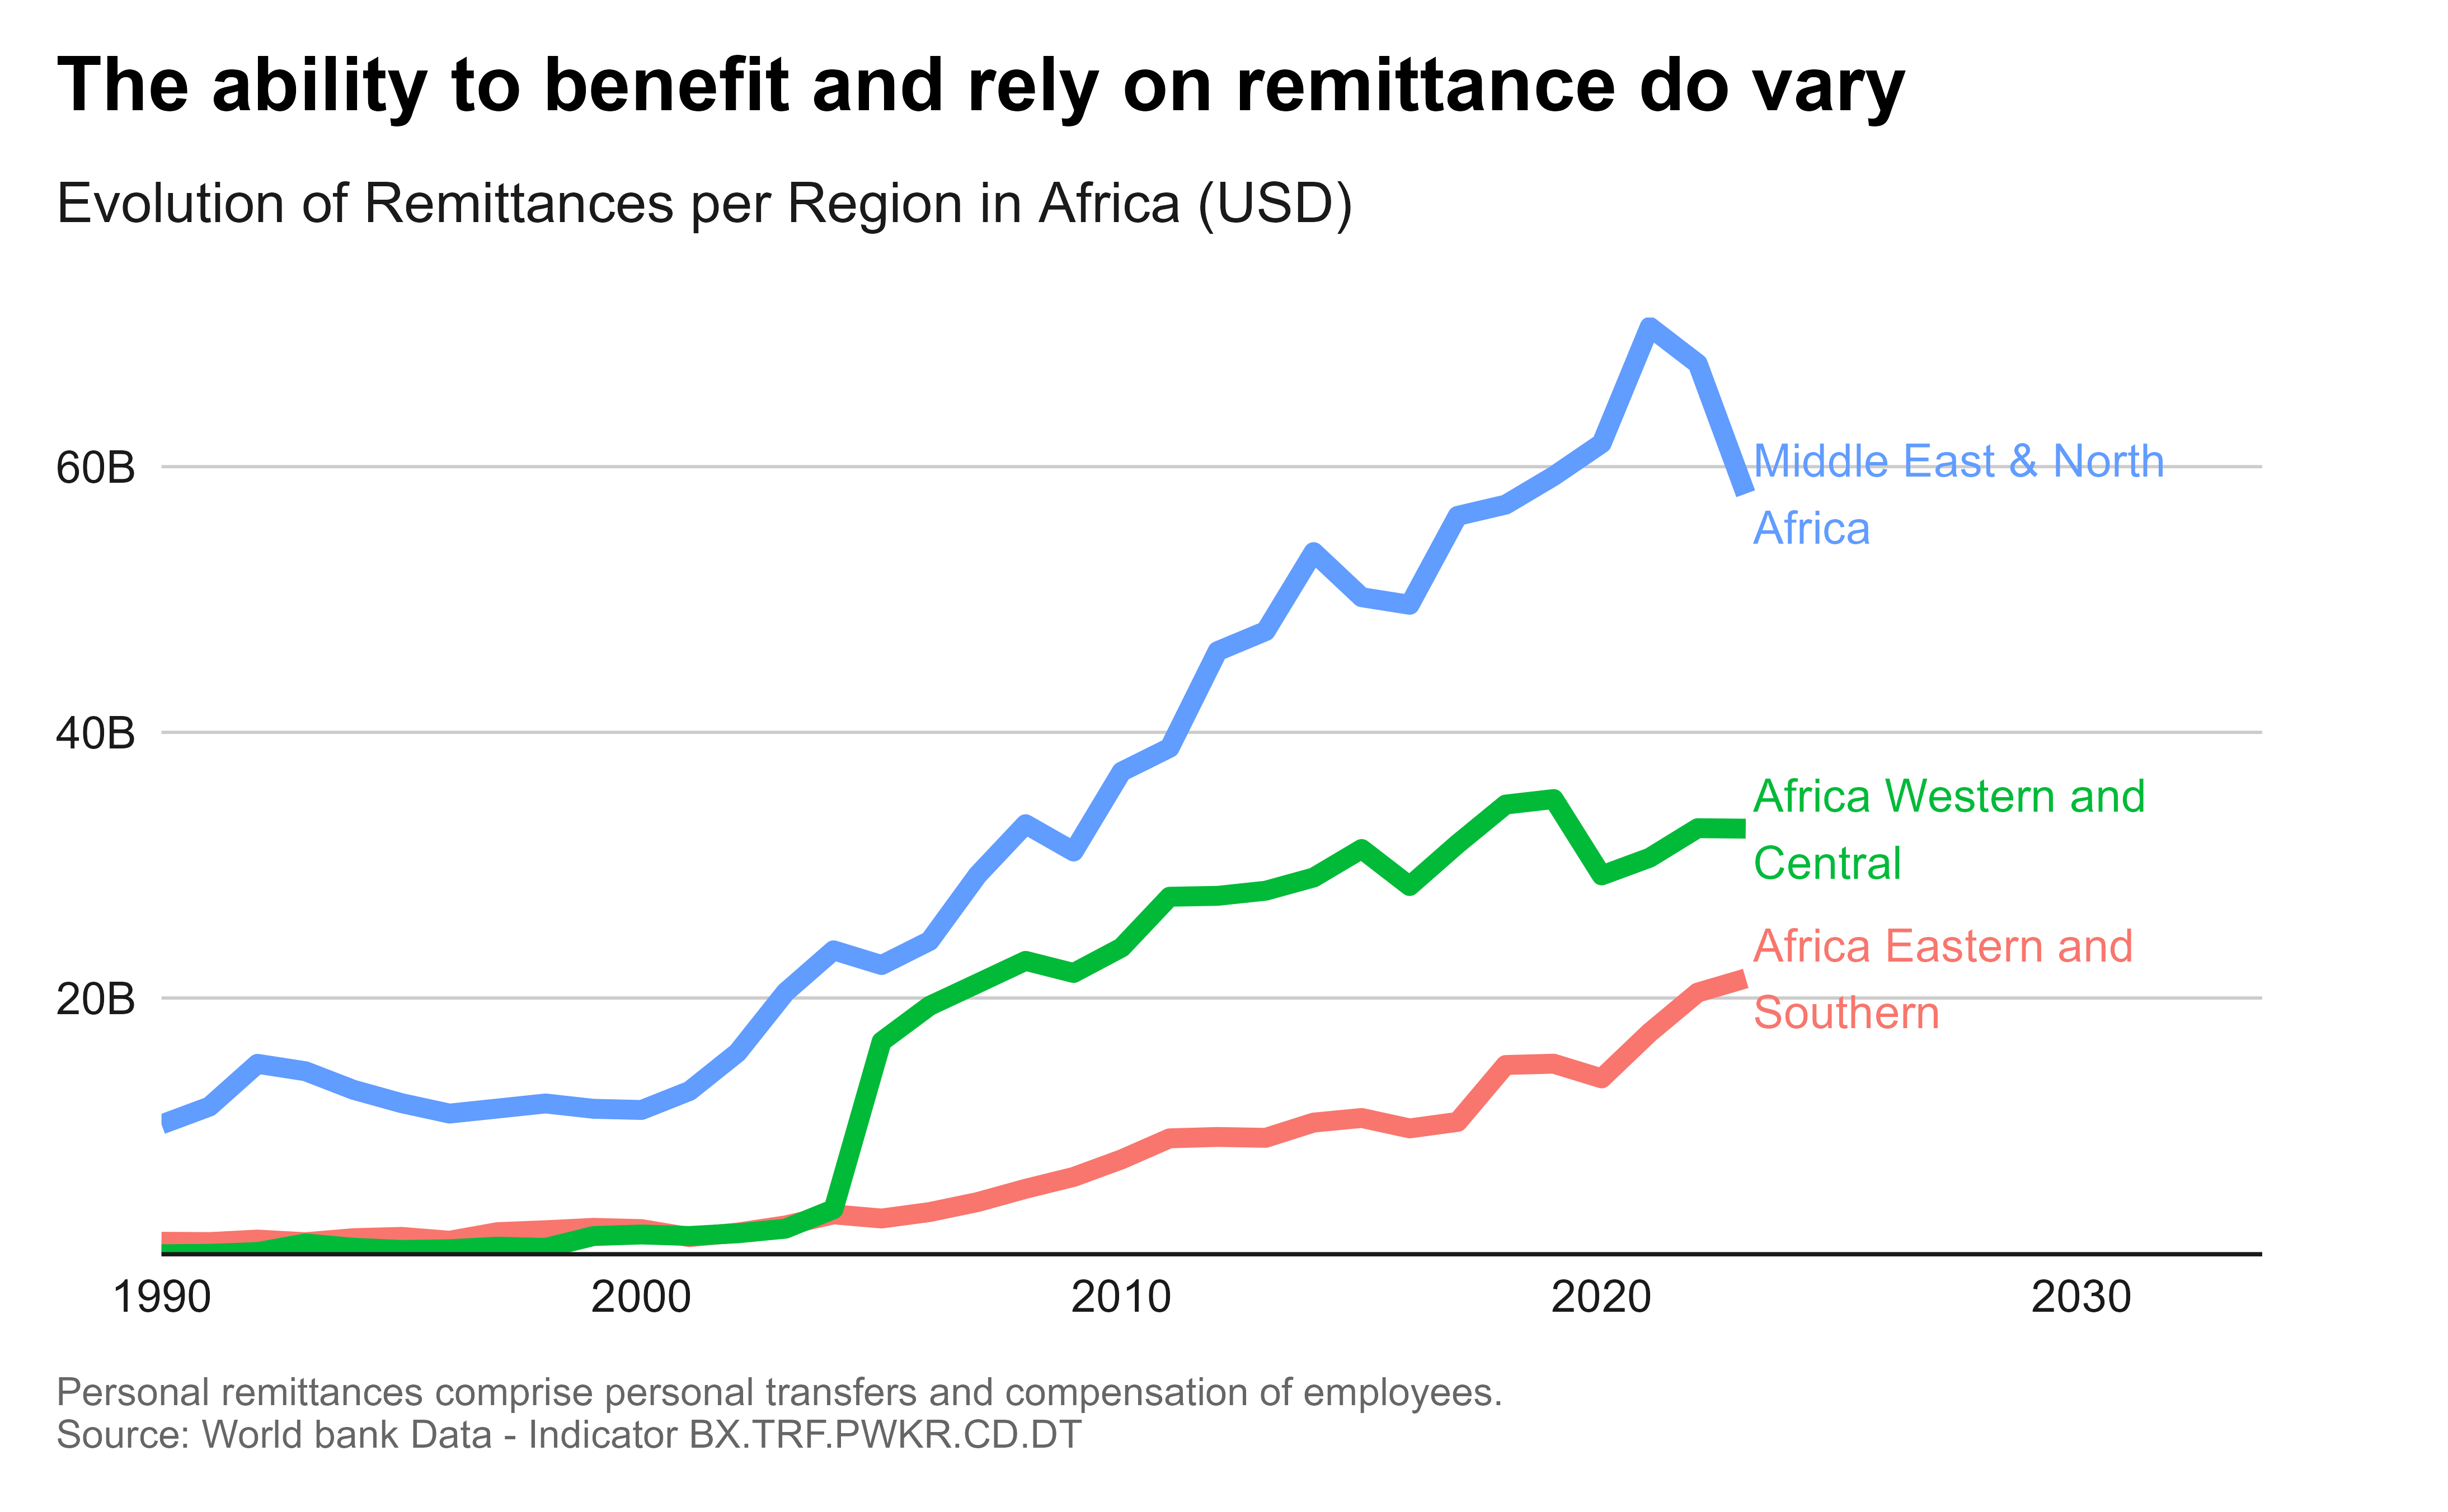 The ability to benefit and rely on remittance do vary
Evolution of Remittances per Region in Africa (USD)
60B
Middle East & North
Africa
40B
Africa Western and
Central
Africa Eastern and
20B
Southern
1990
2000
2010
2020
2030
Personal remittances comprise personal transfers and compensation of employees.
Source: World bank Data - Indicator BX.TRF.PWKR.CD.DT